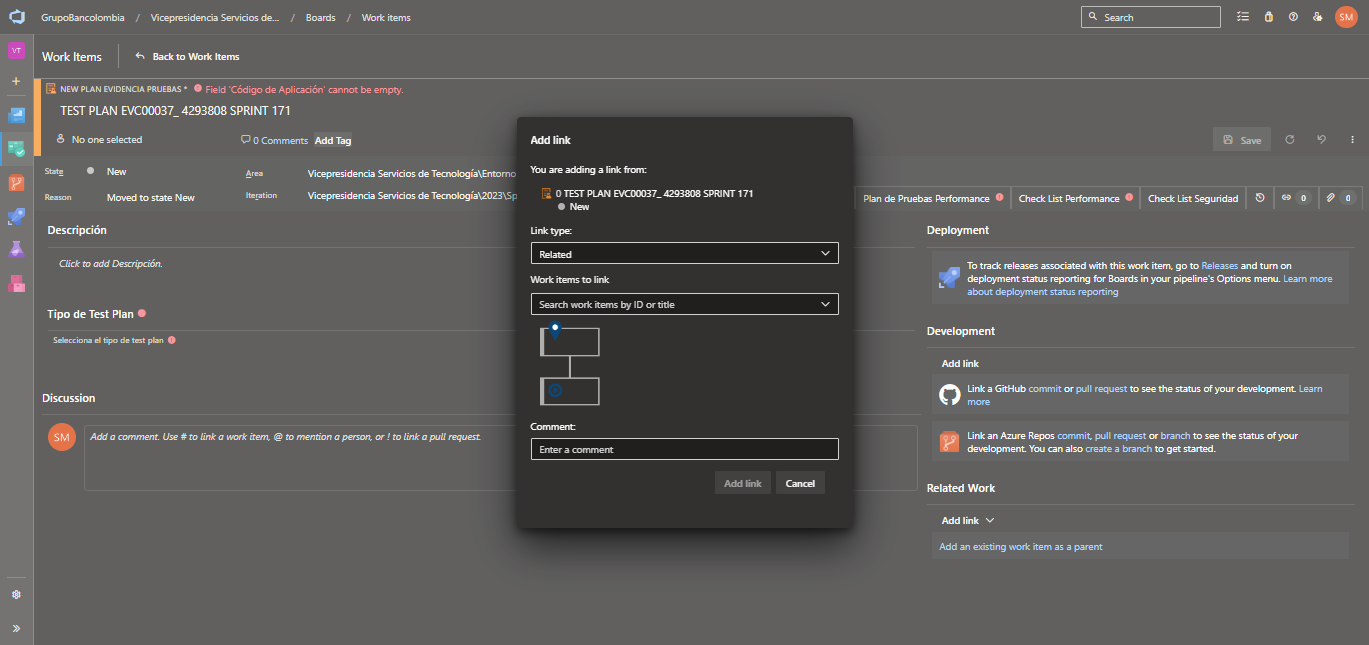 GrupoBancolombia / Vicepresidencia Servicios de... / Boards / Work items
Search
SM
VT
Work Items
Back to Work Items
NEW PLAN EVIDENCIA PRUEBAS * Field 'Código de Aplicación' cannot be empty.
TEST PLAN EVC00037_ 4293808 SPRINT 171
No one selected
0 Comments
Add Tag
Save
State
New
Area
Vicepresidencia Servicios de Tecnología\Entorno
Reason
Moved to state New
Iteration
Vicepresidencia Servicios de Tecnología\2023\Sp
Plan de Pruebas Performance
Check List Performance
Check List Seguridad
0
0
Descripción
Click to add Descripción.
Tipo de Test Plan
Selecciona el tipo de test plan
Discussion
SM
Add a comment. Use # to link a work item, @ to mention a person, or ! to link a pull request.
Add link
You are adding a link from:
0 TEST PLAN EVC00037_ 4293808 SPRINT 171
New
Link type:
Related
Work items to link
Search work items by ID or title
Comment:
Enter a comment
Add link
Cancel
Deployment
To track releases associated with this work item, go to Releases and turn on
deployment status reporting for Boards in your pipeline's Options menu. Learn more
about deployment status reporting
Development
Add link
Link a GitHub commit or pull request to see the status of your development. Learn
more
Link an Azure Repos commit, pull request or branch to see the status of your
development. You can also create a branch to get started.
Related Work
Add link
Add an existing work item as a parent